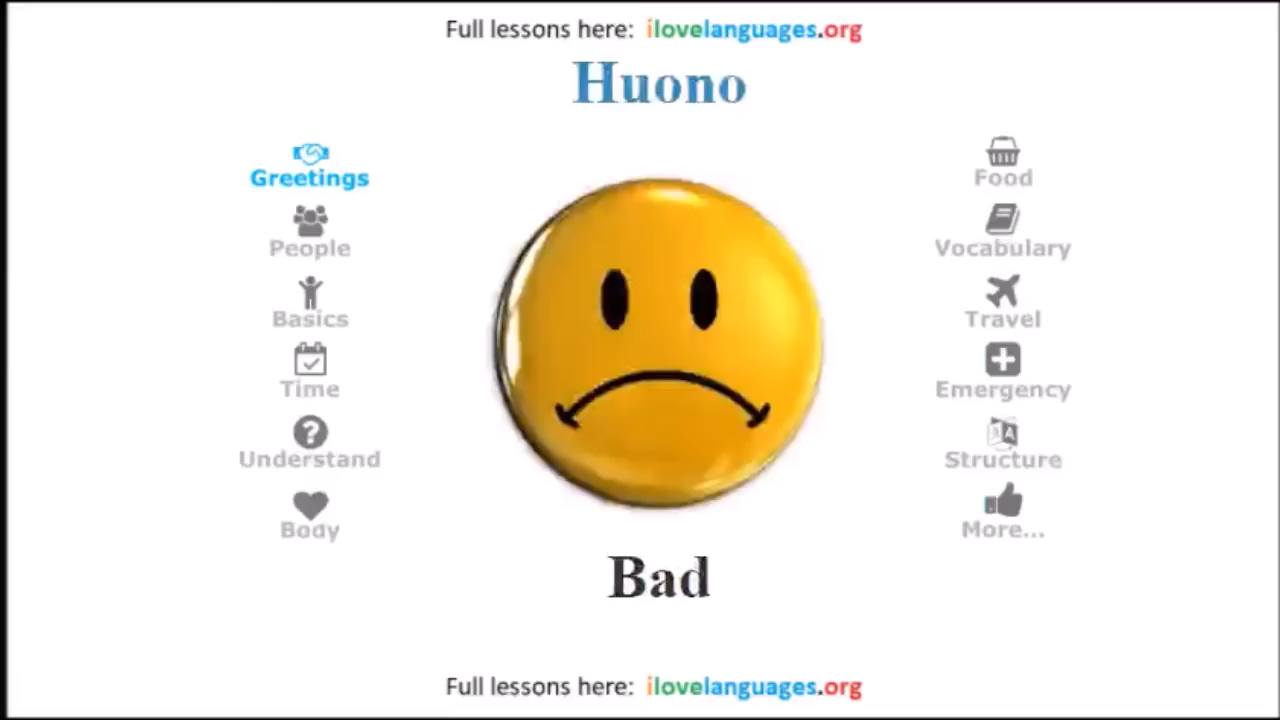 Full lessons here: ilovelanguages.org
Huono
Greetings
People
Basics
Time
Understand
Body
Food
Vocabulary
Travel
Emergency
Structure
More...
Bad
Full lessons here: ilovelanguages.org